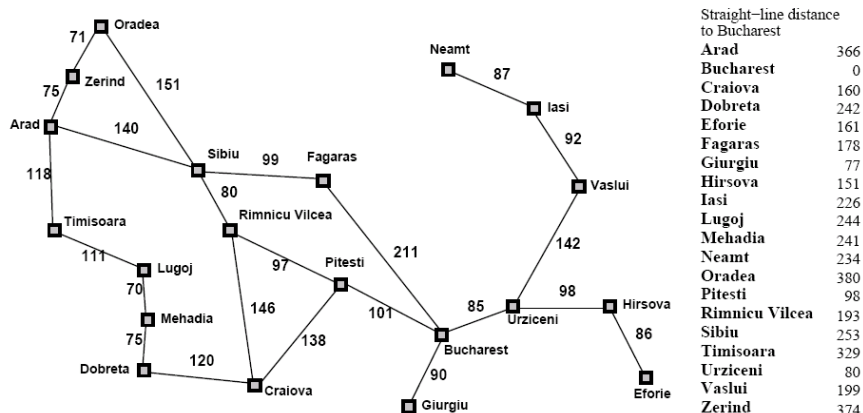 Oradea
71
Zerind
75
151
Arad
140
118
Sibiu
99
Fagaras
80
Rimnicu Vilcea
Timisoara
111
Lugoj
70
Mehadia
75
Dobreta
120
146
97
Pitesti
138
101
211
Craiova
Neamt
87
Iasi
92
Vaslui
142
85
Urziceni
98
Hirsova
86
Eforie
Bucharest
90
Giurgiu
Straight−line distance
to Bucharest
Arad 366
Bucharest 0
Craiova 160
Dobreta 242
Eforie 161
Fagaras 178
Giurgiu 77
Hirsova 151
Iasi 226
Lugoj 244
Mehadia 241
Neamt 234
Oradea 380
Pitesti 98
Rimnicu Vilcea 193
Sibiu 253
Timisoara 329
Urziceni 80
Vaslui 199
Zerind 374